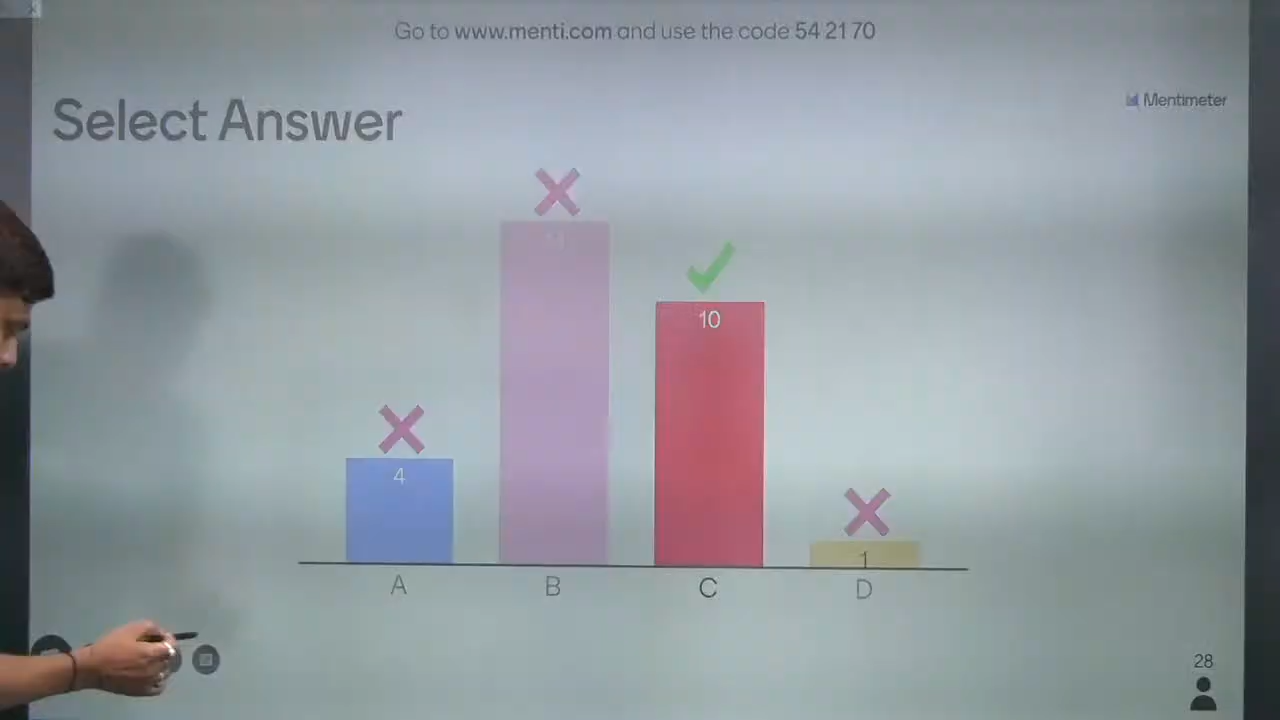 Go to www.menti.com and use the code 54 21 70
Mentimeter
Select Answer
10
4
1
A B C D
28